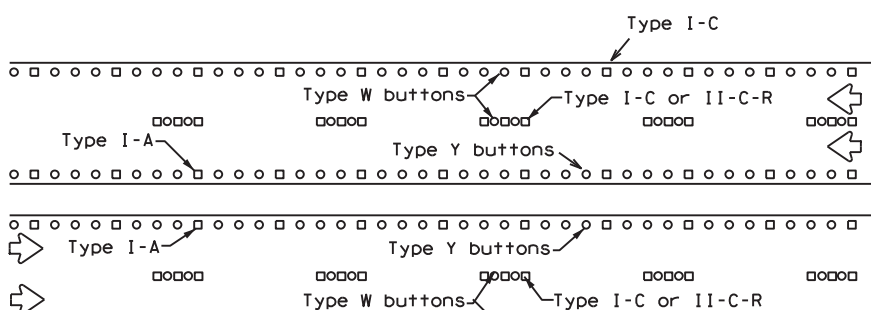 Type I-C
Type W buttons
Type I-C or II-C-R
Type I-A
Type Y buttons
Type I-A
Type Y buttons
Type W buttons
Type I-C or II-C-R